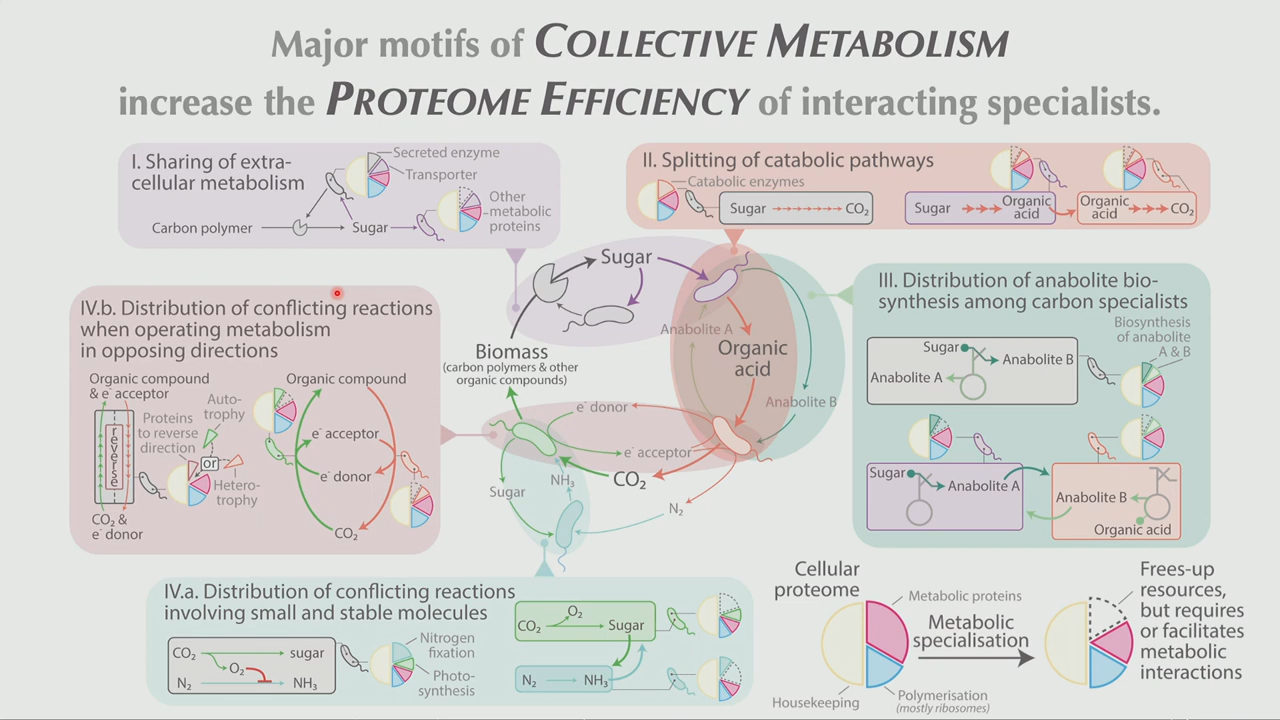 Major motifs of COLLECTIVE METABOLISM
increase the PROTEOME EFFICIENCY of interacting specialists.
I. Sharing of extra-
cellular metabolism
Secreted enzyme
Transporter
Other
metabolic
proteins
Carbon polymer
Sugar
II. Splitting of catabolic pathways
Catabolic enzymes
Sugar
CO₂
Sugar
Organic
acid
Organic
acid
CO₂
Sugar
Anabolite A
Organic
acid
Anabolite B
Biomass
(carbon polymers & other
organic compounds)
e⁻ donor
e⁻ acceptor
CO₂
NH₃
Sugar
N₂
III. Distribution of anabolite bio-
synthesis among carbon specialists
Biosynthesis
of anabolite
A & B
Sugar
Anabolite B
Anabolite A
Sugar
Anabolite A
Anabolite B
Organic acid
IV.b. Distribution of conflicting reactions
when operating metabolism
in opposing directions
Organic compound
& e⁻ acceptor
reverse
CO₂ &
e⁻ donor
Proteins
to reverse
direction
Auto-
trophy
or
Hetero-
trophy
Organic compound
e⁻ acceptor
e⁻ donor
CO₂
IV.a. Distribution of conflicting reactions
involving small and stable molecules
CO₂
sugar
O₂
N₂
NH₃
Nitrogen
fixation
Photo-
synthesis
CO₂
O₂
Sugar
N₂
NH₃
Cellular
proteome
Metabolic proteins
Metabolic
specialisation
Housekeeping
Polymerisation
(mostly ribosomes)
Frees-up
resources,
but requires
or facilitates
metabolic
interactions